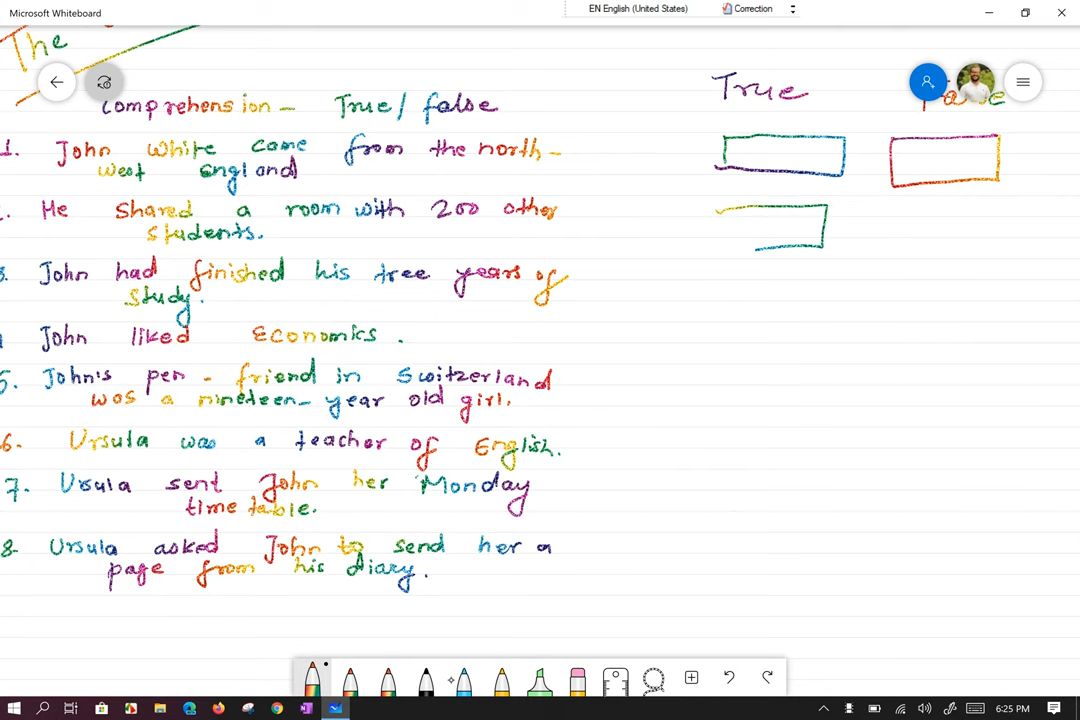 Microsoft Whiteboard
EN English (United States)
Correction
The
Comprehension - True/ false
True
1. John White came from the north-
west England
He shared a room with 200 other
students.
3. John had finished his tree years of
study.
John liked Economics.
5. John's pen - friend in Switzerland
was a nineteen-year old girl.
6. Ursula was a teacher of English.
7. Ursula sent John her Monday
time table.
8. Ursula asked John to send her a
page from his diary.
6:25 PM